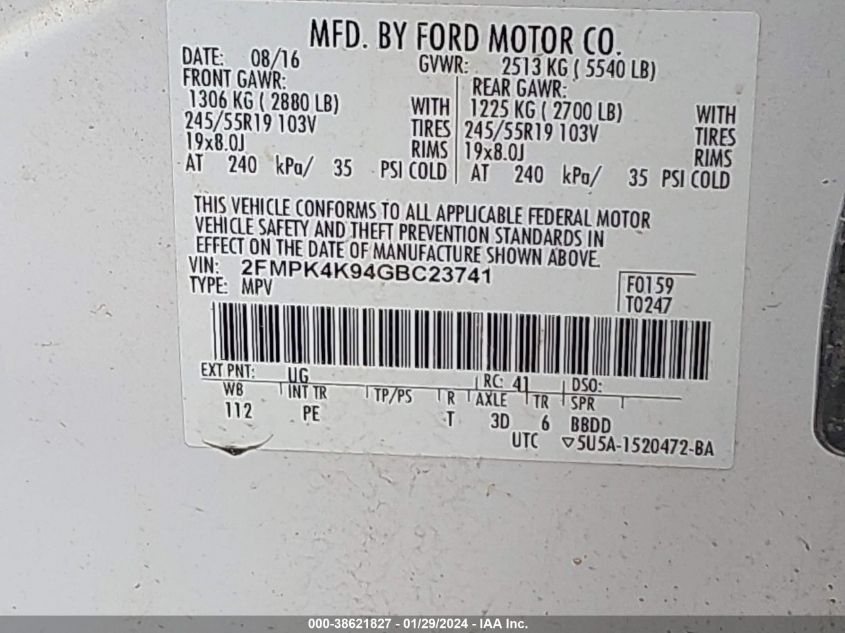 MFD. BY FORD MOTOR CO.
DATE: 08/16 GVWR: 2513 KG ( 5540 LB)
FRONT GAWR: REAR GAWR:
1306 KG ( 2880 LB) WITH 1225 KG ( 2700 LB) WITH
245/55R19 103V TIRES 245/55R19 103V TIRES
19x8.0J RIMS 19x8.0J RIMS
AT 240 kPa/ 35 PSI COLD AT 240 kPa/ 35 PSI COLD
THIS VEHICLE CONFORMS TO ALL APPLICABLE FEDERAL MOTOR
VEHICLE SAFETY AND THEFT PREVENTION STANDARDS IN
EFFECT ON THE DATE OF MANUFACTURE SHOWN ABOVE.
VIN: 2FMPK4K94GBC23741 F0159
TYPE: MPV T0247
EXT PNT: UG RC: 41 DSO:
WB INT TR TP/PS R AXLE TR SPR
112 PE T 3D 6 BBDD
UTC ▽5U5A-1520472-BA
000-38621827 - 01/29/2024 - IAA Inc.